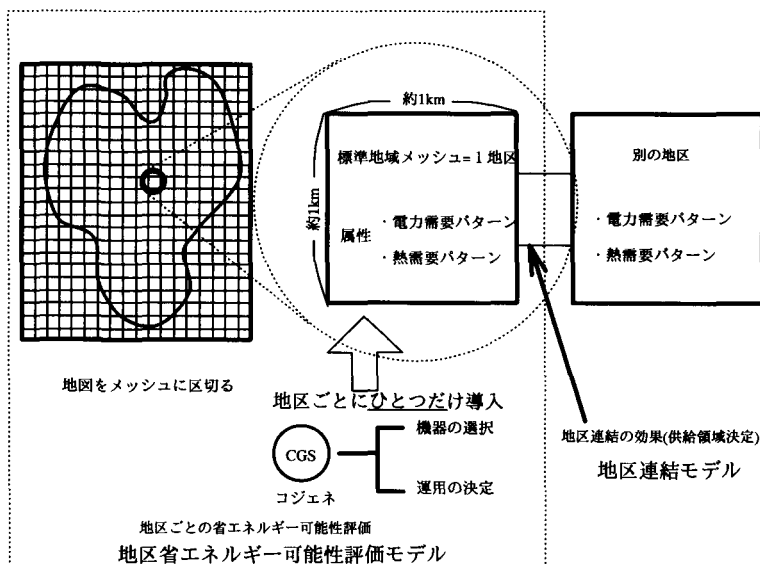 約1km
約1km
標準地域メッシュ=1地区
属性
・電力需要パターン
・熱需要パターン
別の地区
・電力需要パターン
・熱需要パターン
地図をメッシュに区切る
地区ごとにひとつだけ導入
CGS
コジェネ
機器の選択
運用の決定
地区連結の効果(供給領域決定)
地区連結モデル
地区ごとの省エネルギー可能性評価
地区省エネルギー可能性評価モデル